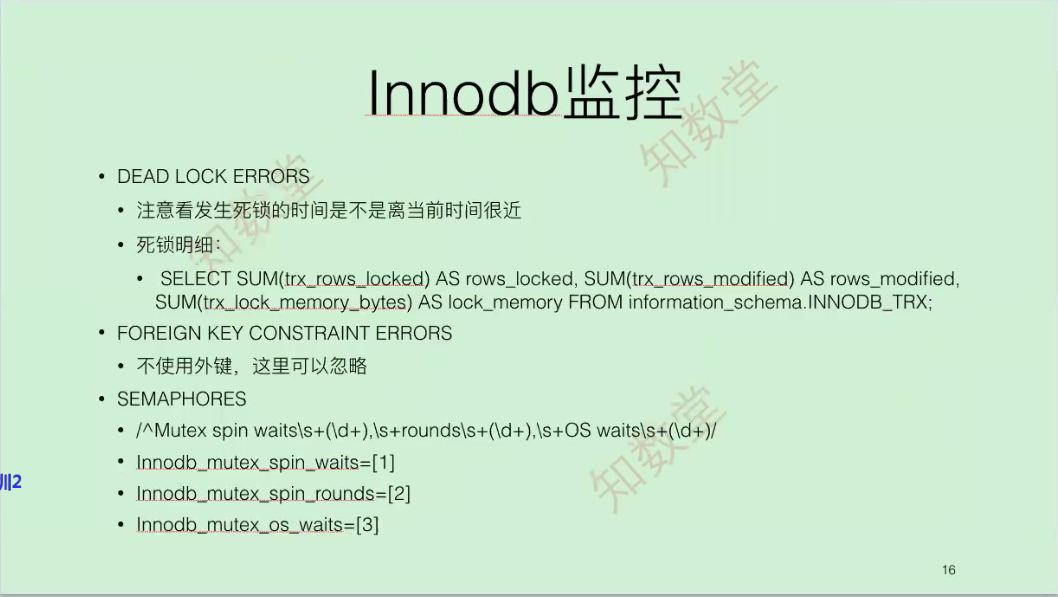 Innodb监控
• DEAD LOCK ERRORS
• 注意看发生死锁的时间是不是离当前时间很近
• 死锁明细：
• SELECT SUM(trx_rows_locked) AS rows_locked, SUM(trx_rows_modified) AS rows_modified,
SUM(trx_lock_memory_bytes) AS lock_memory FROM information_schema.INNODB_TRX;
• FOREIGN KEY CONSTRAINT ERRORS
• 不使用外键，这里可以忽略
• SEMAPHORES
• /^Mutex spin waits\s+(\d+),\s+rounds\s+(\d+),\s+OS waits\s+(\d+)/
• Innodb_mutex_spin_waits=[1]
• Innodb_mutex_spin_rounds=[2]
• Innodb_mutex_os_waits=[3]
16
知数堂
知数堂
知数堂
训2